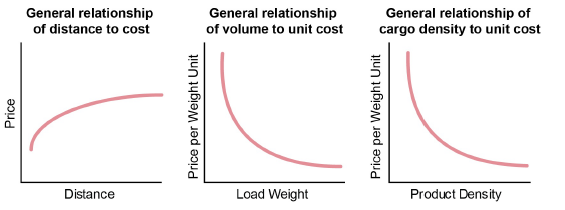 General relationship
of distance to cost
Price
Distance
General relationship
of volume to unit cost
Price per Weight Unit
Load Weight
General relationship of
cargo density to unit cost
Price per Weight Unit
Product Density